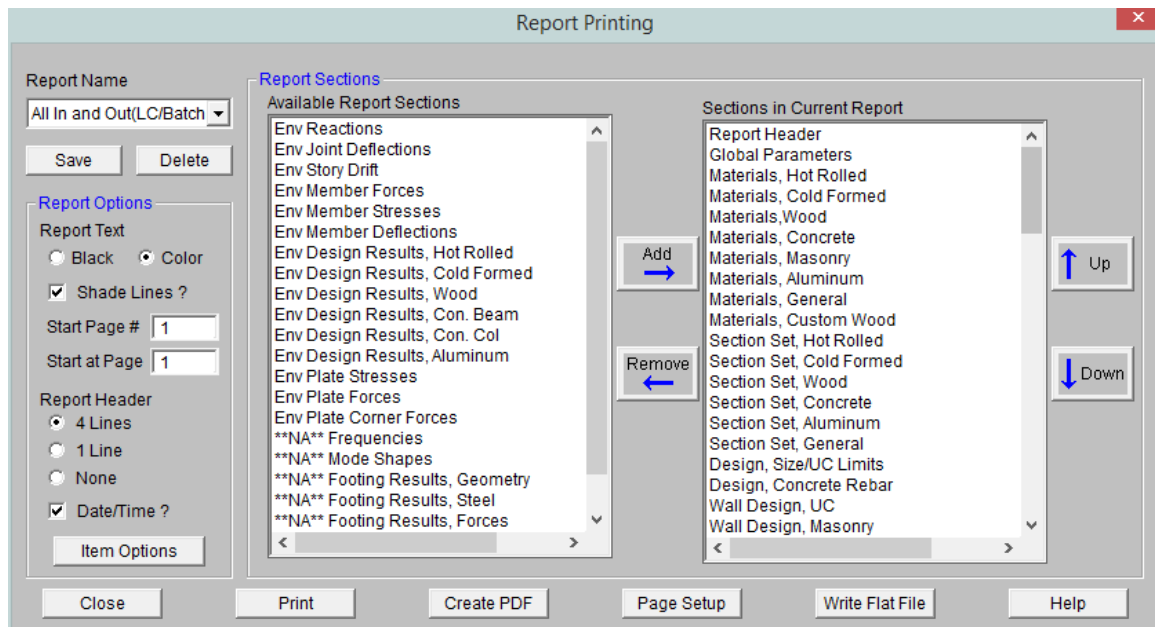 Report Printing
Report Name
All In and Out(LC/Batch
Save
Delete
Report Options
Report Text
Black
Color
Shade Lines ?
Start Page # 1
Start at Page 1
Report Header
4 Lines
1 Line
None
Date/Time ?
Item Options
Report Sections
Available Report Sections
Env Reactions
Env Joint Deflections
Env Story Drift
Env Member Forces
Env Member Stresses
Env Member Deflections
Env Design Results, Hot Rolled
Env Design Results, Cold Formed
Env Design Results, Wood
Env Design Results, Con. Beam
Env Design Results, Con. Col
Env Design Results, Aluminum
Env Plate Stresses
Env Plate Forces
Env Plate Corner Forces
**NA** Frequencies
**NA** Mode Shapes
**NA** Footing Results, Geometry
**NA** Footing Results, Steel
**NA** Footing Results, Forces
Add
Remove
Sections in Current Report
Report Header
Global Parameters
Materials, Hot Rolled
Materials, Cold Formed
Materials,Wood
Materials, Concrete
Materials, Masonry
Materials, Aluminum
Materials, General
Materials, Custom Wood
Section Set, Hot Rolled
Section Set, Cold Formed
Section Set, Wood
Section Set, Concrete
Section Set, Aluminum
Section Set, General
Design, Size/UC Limits
Design, Concrete Rebar
Wall Design, UC
Wall Design, Masonry
Up
Down
Close
Print
Create PDF
Page Setup
Write Flat File
Help